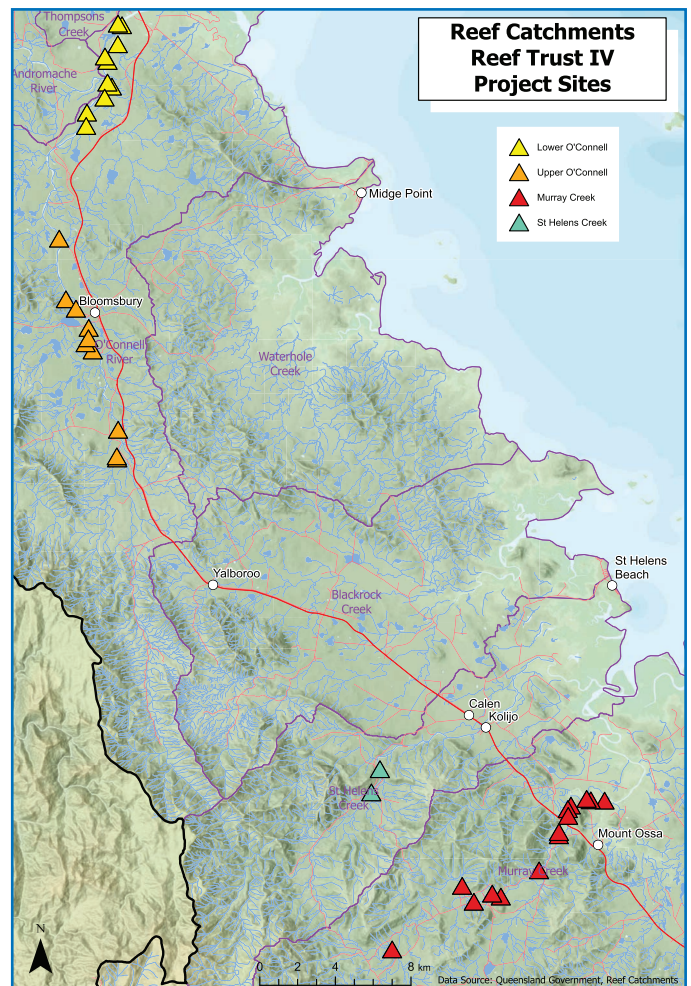 Reef Catchments
Reef Trust IV
Project Sites
Thompsons
Creek
Andromache
River
Lower O'Connell
Upper O'Connell
Murray Creek
St Helens Creek
Midge Point
Bloomsbury
O'Connell
River
Waterhole
Creek
St Helens
Beach
Yalboroo
Blackrock
Creek
Calen
Kolijo
St Helens
Creek
Mount Ossa
Murray Creek
N
0 2 4 8 km
Data Source: Queensland Government, Reef Catchments